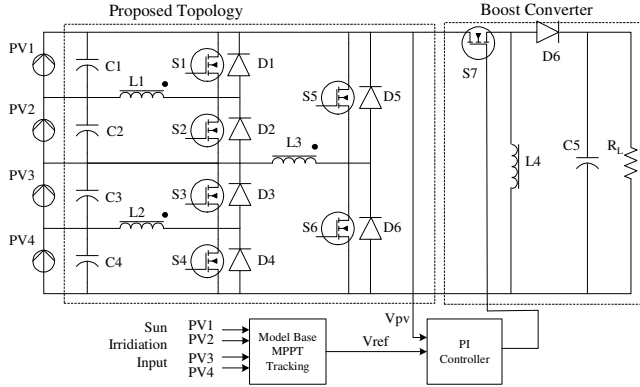 Proposed Topology
Boost Converter
PV1
C1
S1
D1
S7
D6
L1
S5
D5
PV2
C2
S2
D2
L3
L4
C5
RL
PV3
C3
S3
D3
L2
S6
D6
PV4
C4
S4
D4
Vpv
Sun
Irridiation
Input
PV1
PV2
PV3
PV4
Model Base
MPPT
Tracking
Vref
PI
Controller